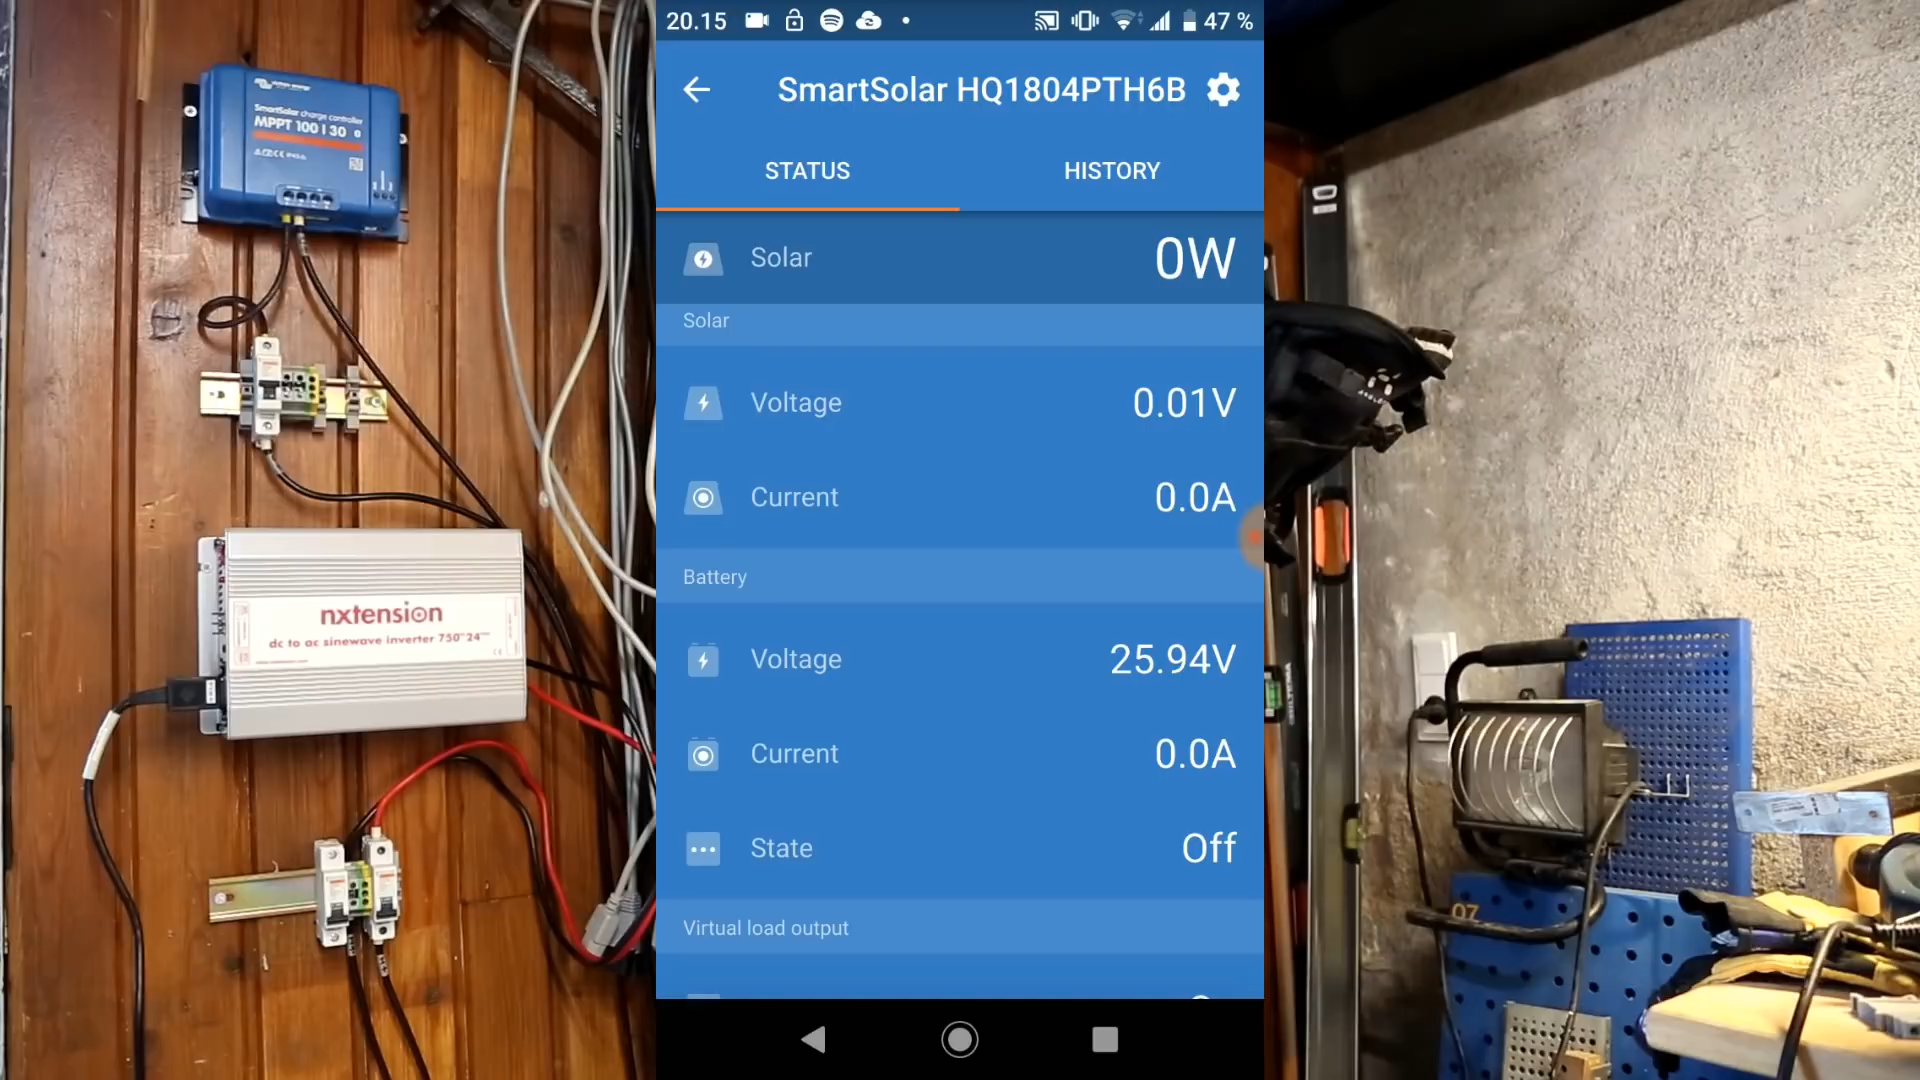 SmartSolar charge controller
MPPT 100 | 30
nxtension
dc to ac sinewave inverter 750 24
20.15
47 %
SmartSolar HQ1804PTH6B
STATUS
HISTORY
Solar
0W
Solar
Voltage
0.01V
Current
0.0A
Battery
Voltage
25.94V
Current
0.0A
State
Off
Virtual load output
07